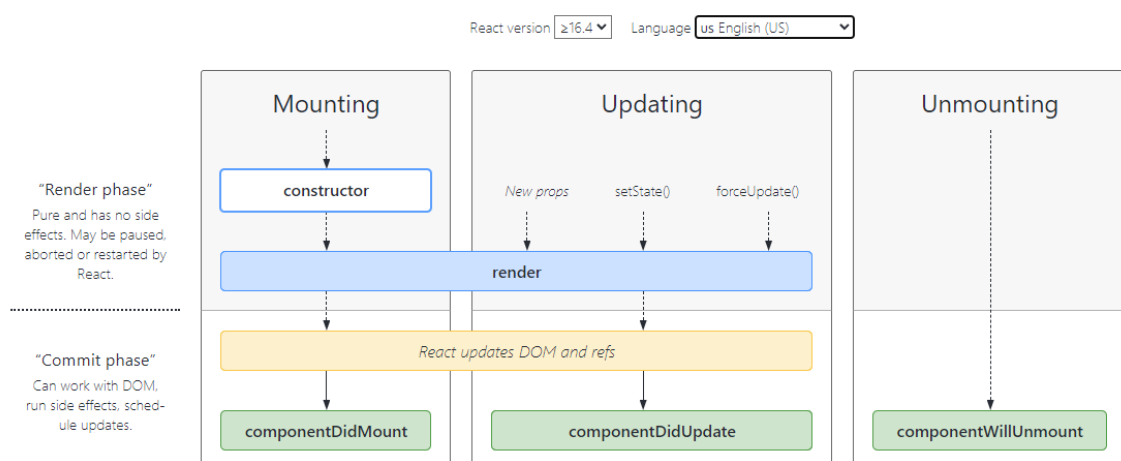 React version ≥16.4 Language us English (US)
Mounting
Updating
Unmounting
“Render phase”
Pure and has no side
effects. May be paused,
aborted or restarted by
React.
constructor
New props
setState()
forceUpdate()
render
“Commit phase”
Can work with DOM,
run side effects, sched-
ule updates.
React updates DOM and refs
componentDidMount
componentDidUpdate
componentWillUnmount